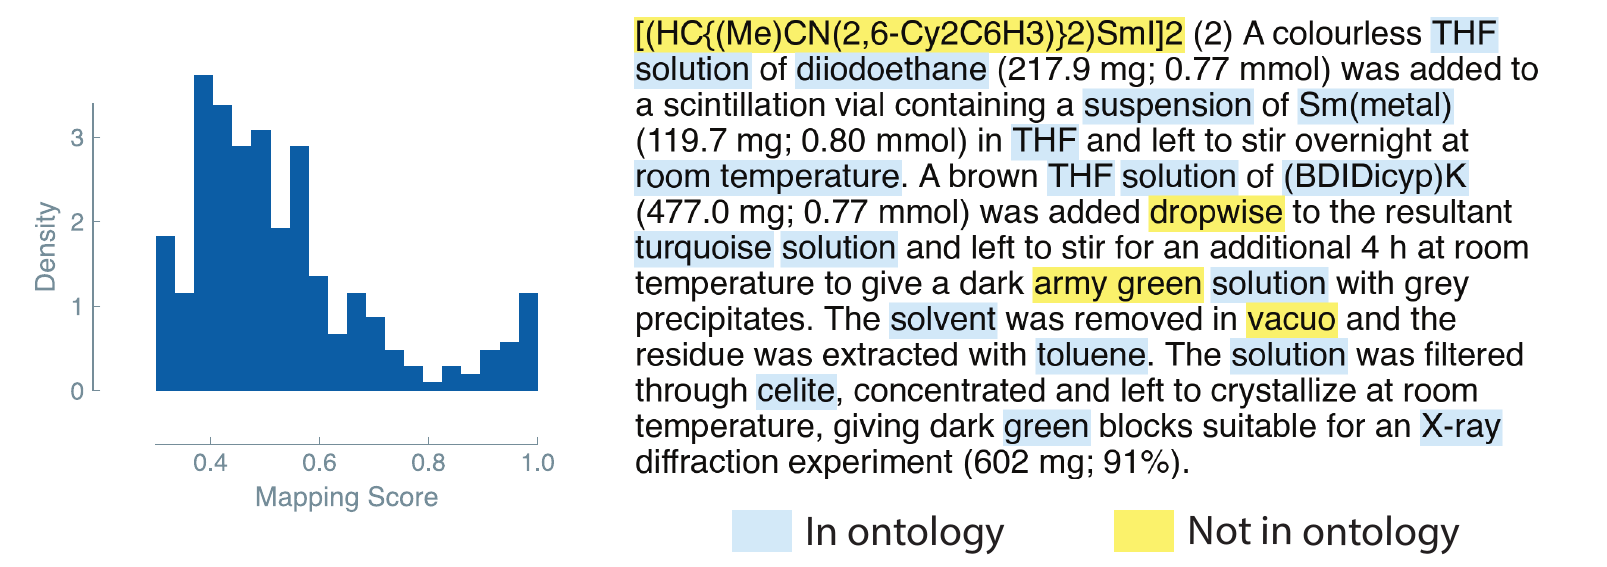 3
2
1
0
Density
0.4 0.6 0.8 1.0
Mapping Score
[(HC{(Me)CN(2,6-Cy2C6H3)}2)SmI]2 (2) A colourless THF
solution of diiodoethane (217.9 mg; 0.77 mmol) was added to
a scintillation vial containing a suspension of Sm(metal)
(119.7 mg; 0.80 mmol) in THF and left to stir overnight at
room temperature. A brown THF solution of (BDIDicyp)K
(477.0 mg; 0.77 mmol) was added dropwise to the resultant
turquoise solution and left to stir for an additional 4 h at room
temperature to give a dark army green solution with grey
precipitates. The solvent was removed in vacuo and the
residue was extracted with toluene. The solution was filtered
through celite, concentrated and left to crystallize at room
temperature, giving dark green blocks suitable for an X-ray
diffraction experiment (602 mg; 91%).
In ontology
Not in ontology